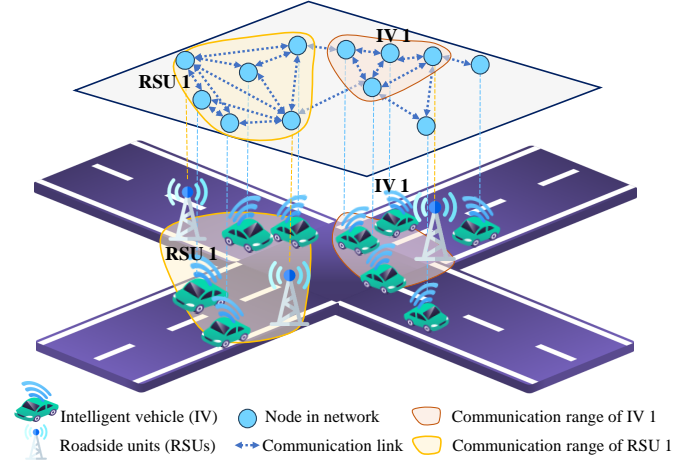 IV 1
RSU 1
IV 1
RSU 1
Intelligent vehicle (IV)
Node in network
Communication range of IV 1
Roadside units (RSUs)
Communication link
Communication range of RSU 1